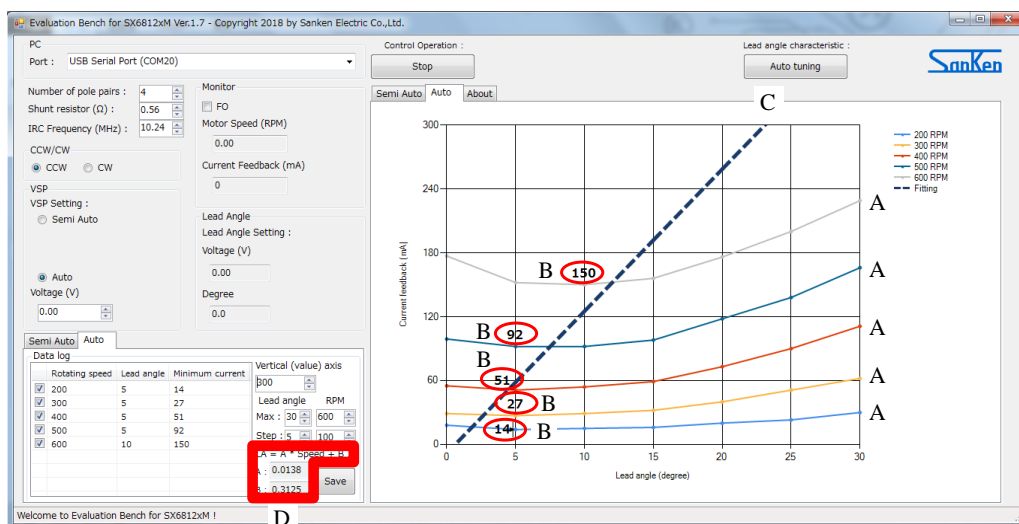 Evaluation Bench for SX6812xM Ver.1.7 - Copyright 2018 by Sanken Electric Co.,Ltd.
PC
Port : USB Serial Port (COM20)
Number of pole pairs : 4
Shunt resistor (Ω) : 0.56
IRC Frequency (MHz) : 10.24
CCW/CW
CCW CW
VSP
VSP Setting :
Semi Auto
Auto
Voltage (V)
0.00
Monitor
FO
Motor Speed (RPM)
0.00
Current Feedback (mA)
0
Lead Angle
Lead Angle Setting :
Voltage (V)
0.00
Degree
0.0
Semi Auto Auto
Data log
Rotating speed Lead angle Minimum current
200 5 14
300 5 27
400 5 51
500 5 92
600 10 150
Vertical (value) axis
300
Lead angle RPM
Max : 30 600
Step : 5 100
LA = A * Speed + B
A : 0.0138
B : 0.3125
Save
D
Control Operation :
Stop
Lead angle characteristic :
Auto tuning
SanKen
Semi Auto Auto About
C
300
240
180
120
60
0
Current feedback (mA)
0 5 10 15 20 25 30
Lead angle (degree)
B 150
B 92
B
51
27 B
14 B
A
A
A
A
A
200 RPM
300 RPM
400 RPM
500 RPM
600 RPM
Fitting
Welcome to Evaluation Bench for SX6812xM !